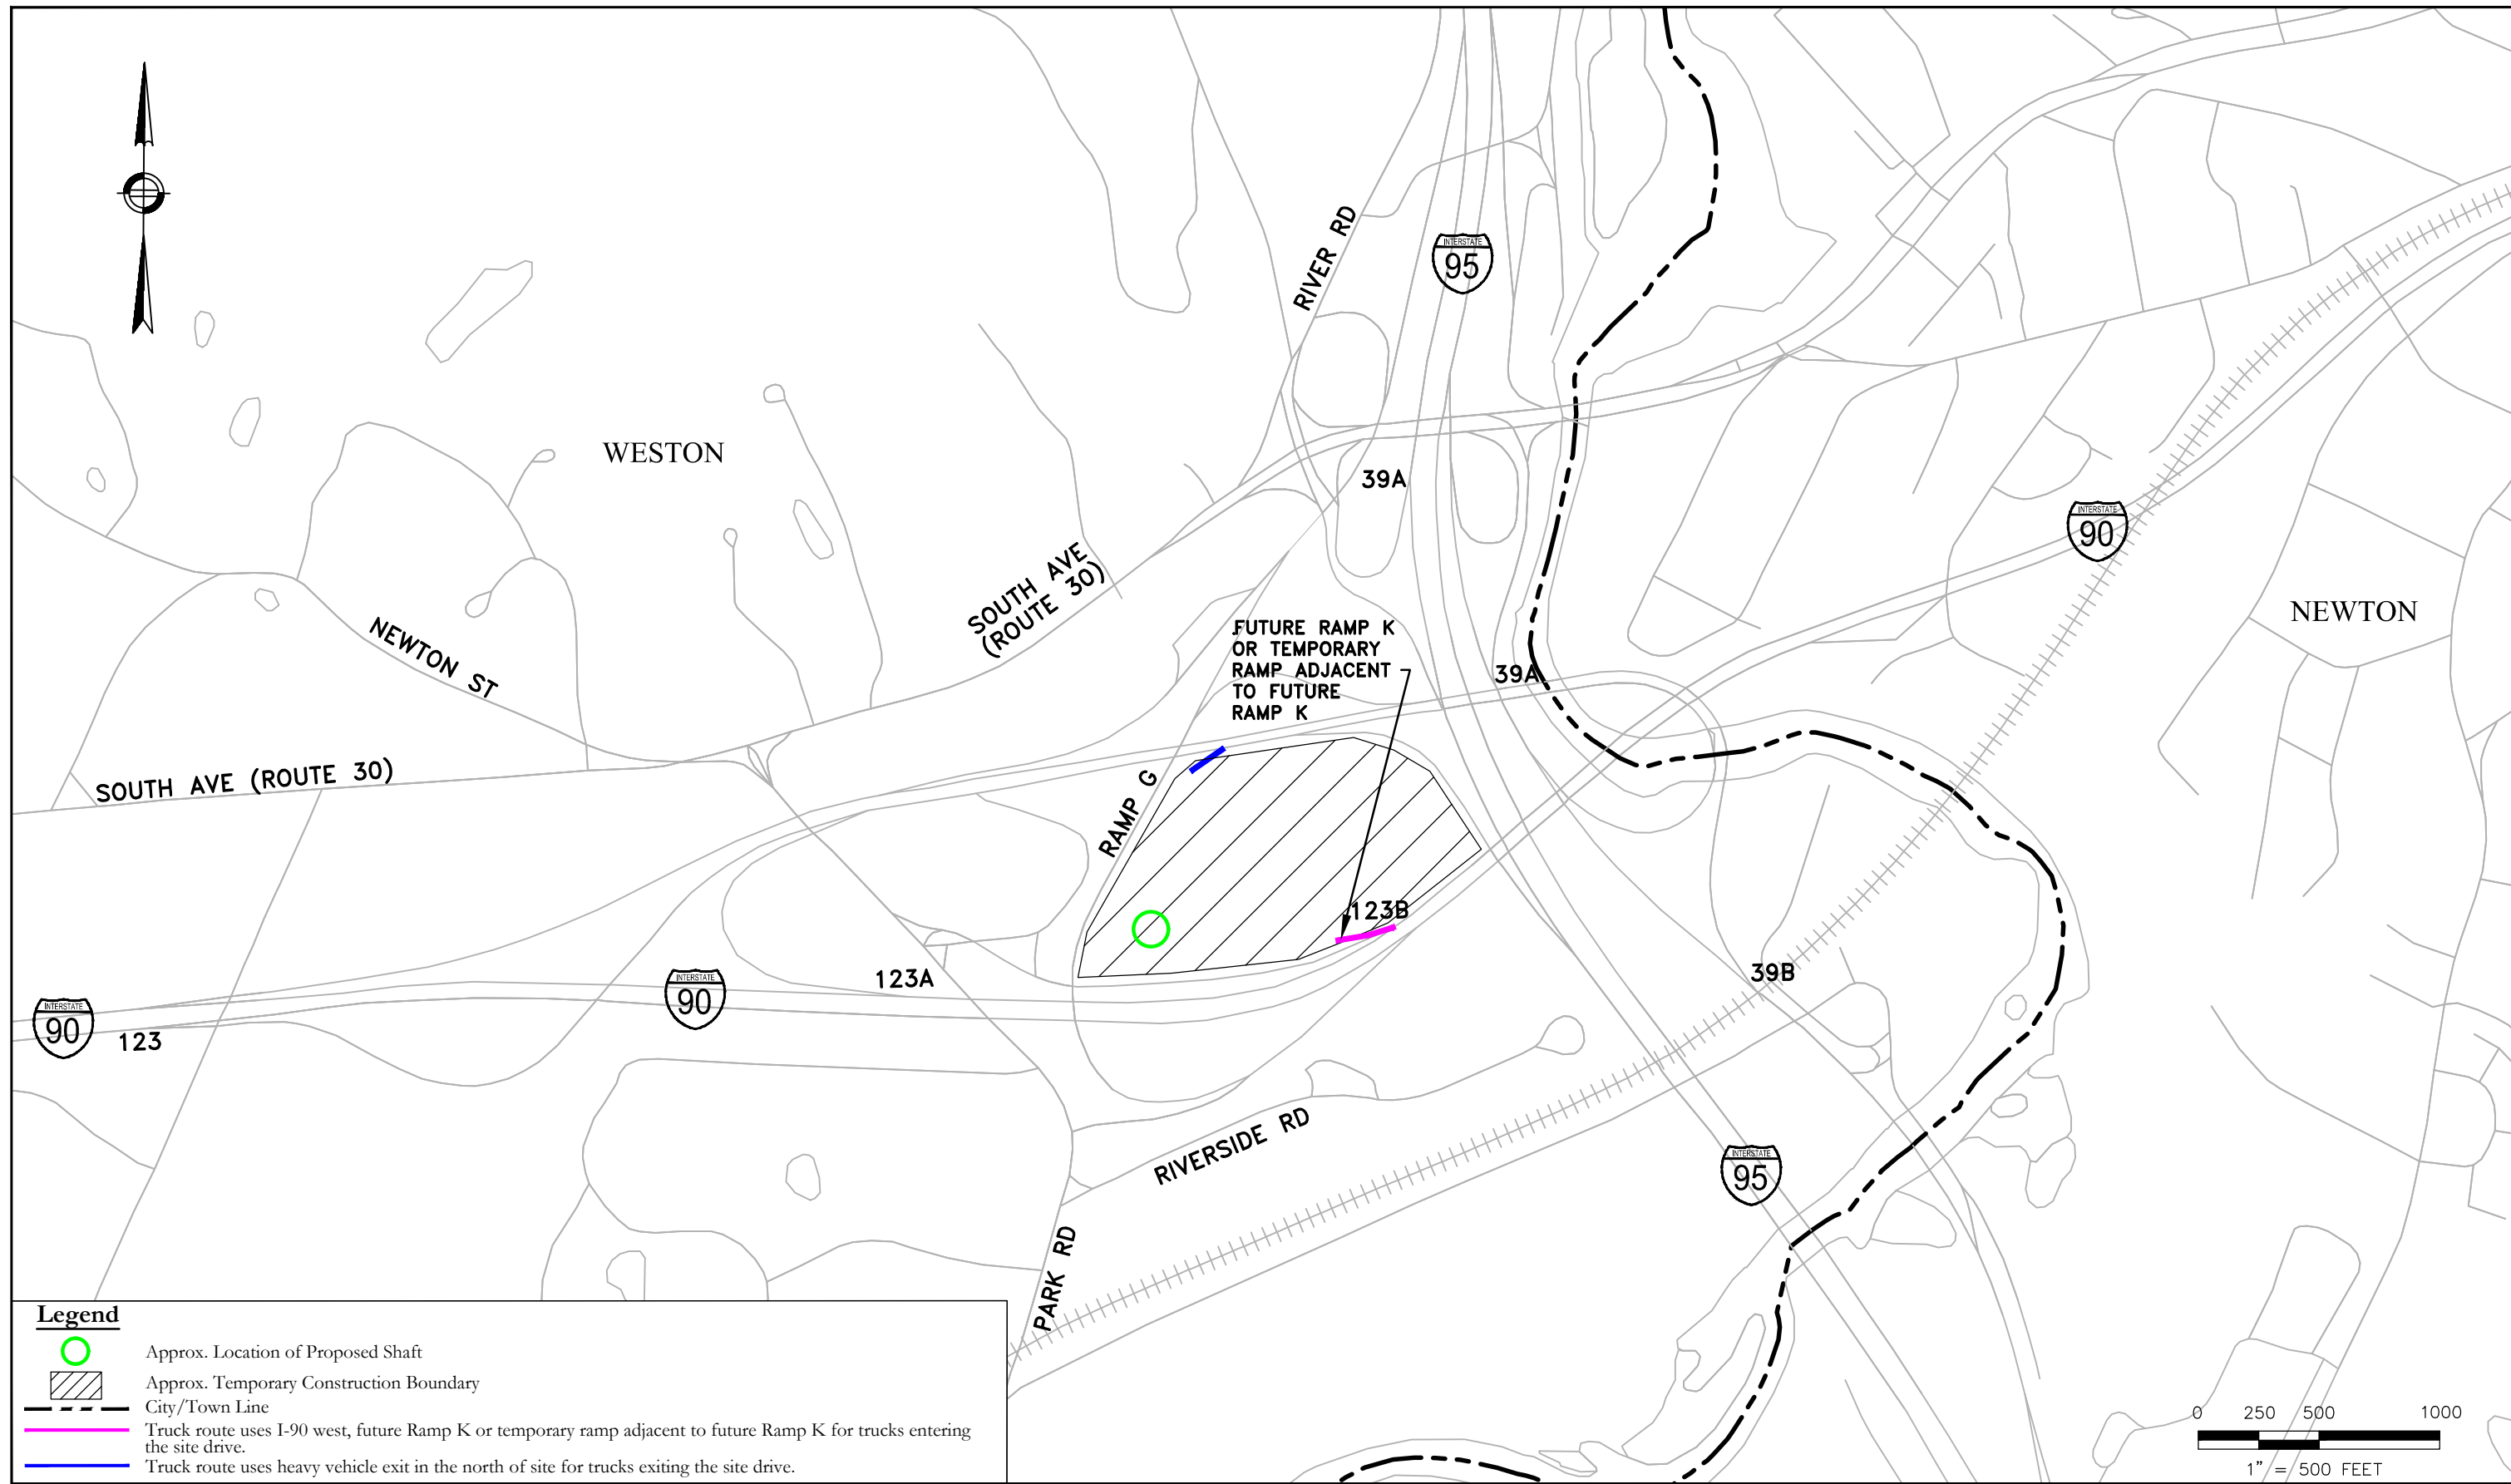 RIVER RD
INTERSTATE
95
WESTON
39A
SOUTH AVE
(ROUTE 30)
INTERSTATE
90
NEWTON
NEWTON ST
FUTURE RAMP K
OR TEMPORARY
RAMP ADJACENT
TO FUTURE
RAMP K
39A
SOUTH AVE (ROUTE 30)
RAMP G
123B
123A
39B
INTERSTATE
90
INTERSTATE
90
123
RIVERSIDE RD
INTERSTATE
95
PARK RD
Legend
Approx. Location of Proposed Shaft
Approx. Temporary Construction Boundary
City/Town Line
Truck route uses I-90 west, future Ramp K or temporary ramp adjacent to future Ramp K for trucks entering
the site drive.
Truck route uses heavy vehicle exit in the north of site for trucks exiting the site drive.
0 250 500 1000
1" = 500 FEET